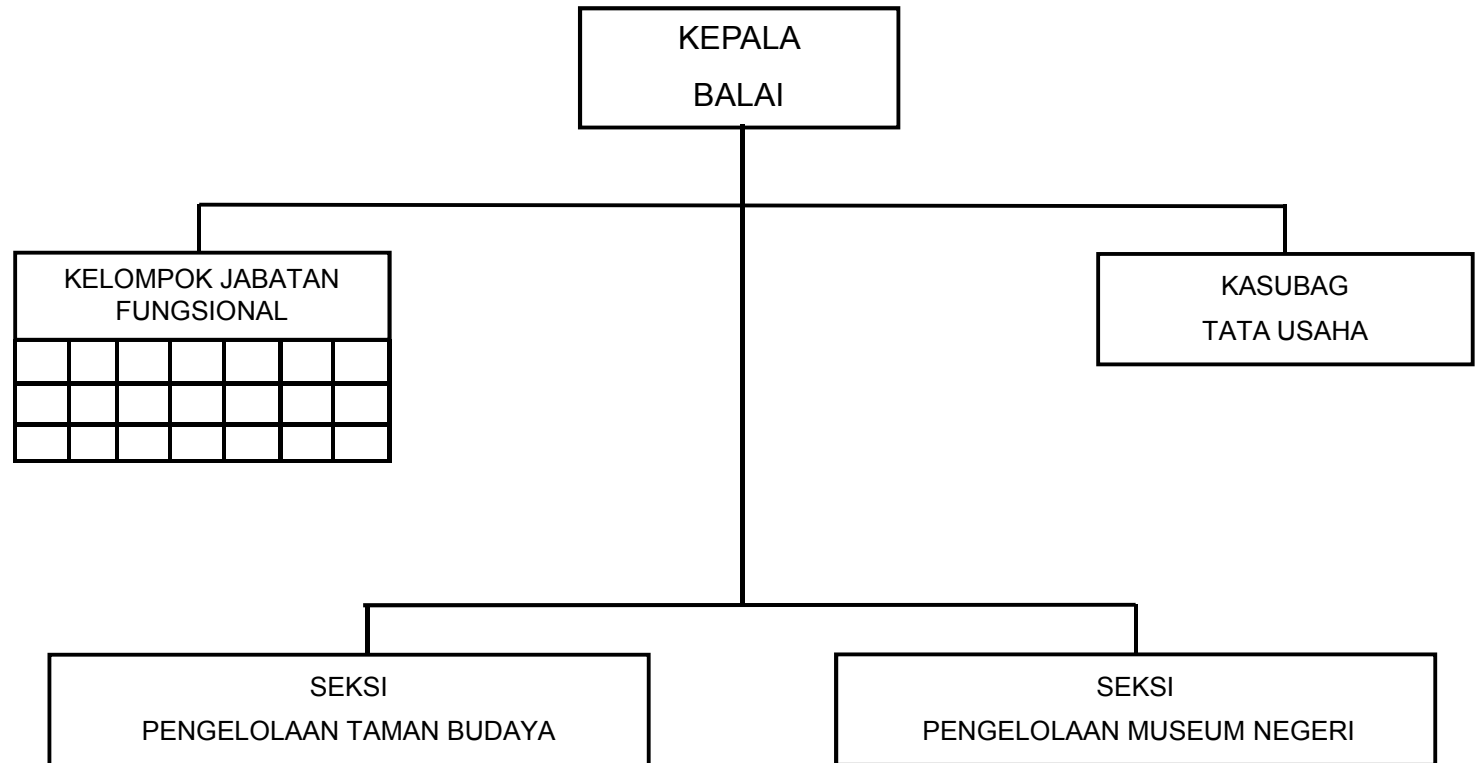 KEPALA
BALAI
KELOMPOK JABATAN
FUNGSIONAL
KASUBAG
TATA USAHA
SEKSI
PENGELOLAAN TAMAN BUDAYA
SEKSI
PENGELOLAAN MUSEUM NEGERI